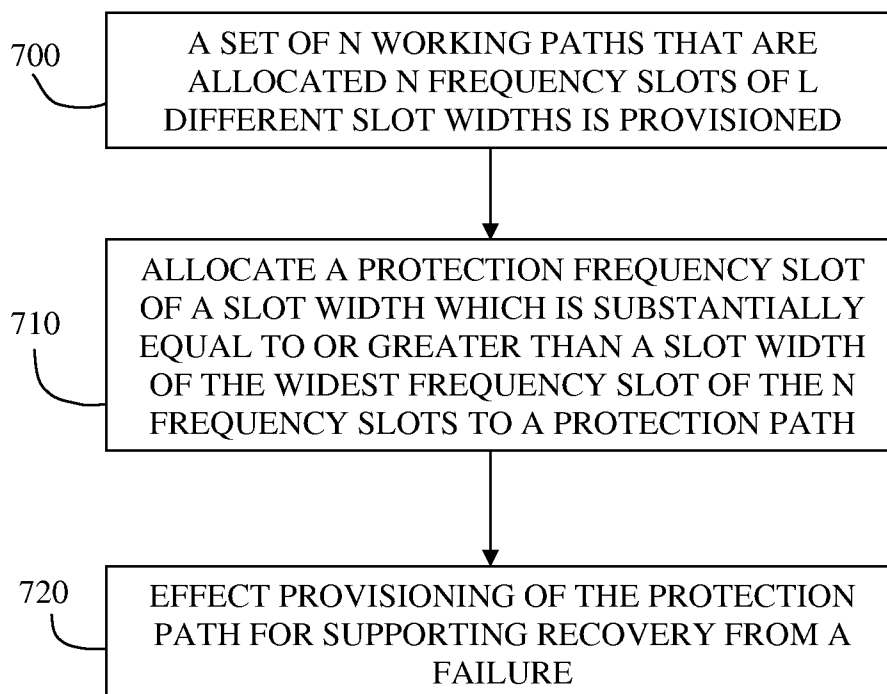 700
A SET OF N WORKING PATHS THAT ARE
ALLOCATED N FREQUENCY SLOTS OF L
DIFFERENT SLOT WIDTHS IS PROVISIONED
710
ALLOCATE A PROTECTION FREQUENCY SLOT
OF A SLOT WIDTH WHICH IS SUBSTANTIALLY
EQUAL TO OR GREATER THAN A SLOT WIDTH
OF THE WIDEST FREQUENCY SLOT OF THE N
FREQUENCY SLOTS TO A PROTECTION PATH
720
EFFECT PROVISIONING OF THE PROTECTION
PATH FOR SUPPORTING RECOVERY FROM A
FAILURE